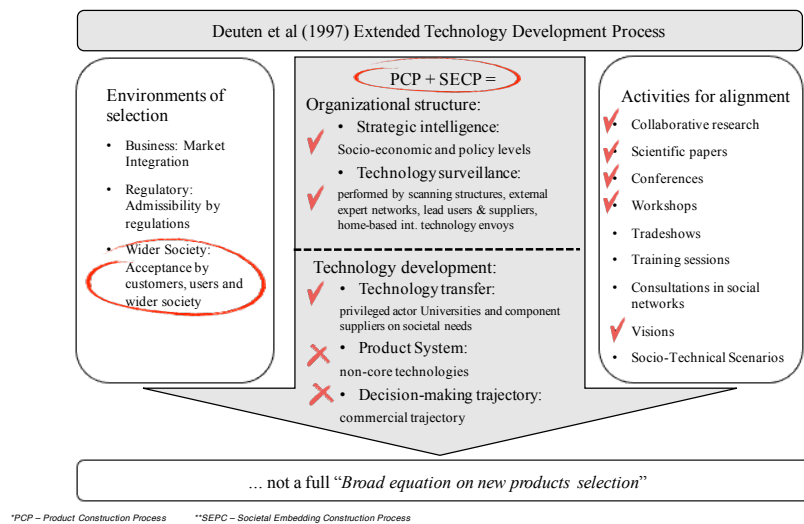 Deuten et al (1997) Extended Technology Development Process
Environments of
selection
• Business: Market
Integration
• Regulatory:
Admissibility by
regulations
• Wider Society:
Acceptance by
customers, users and
wider society
PCP + SECP =
Organizational structure:
• Strategic intelligence:
Socio-economic and policy levels
• Technology surveillance:
performed by scanning structures, external
expert networks, lead users & suppliers,
home-based int. technology envoys
Technology development:
• Technology transfer:
privileged actor Universities and component
suppliers on societal needs
• Product System:
non-core technologies
• Decision-making trajectory:
commercial trajectory
Activities for alignment
• Collaborative research
• Scientific papers
• Conferences
• Workshops
• Tradeshows
• Training sessions
• Consultations in social
networks
• Visions
• Socio-Technical Scenarios
… not a full “Broad equation on new products selection”
*PCP – Product Construction Process **SEPC – Societal Embedding Construction Process